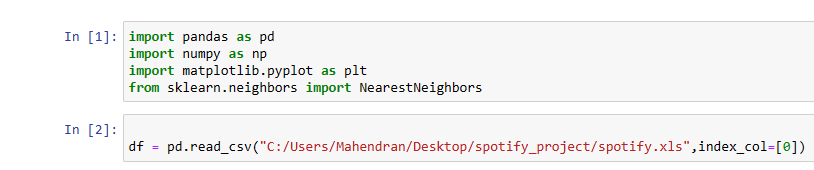 In [1]:
import pandas as pd
import numpy as np
import matplotlib.pyplot as plt
from sklearn.neighbors import NearestNeighbors
In [2]:
df = pd.read_csv("C:/Users/Mahendran/Desktop/spotify_project/spotify.xls",index_col=[0])